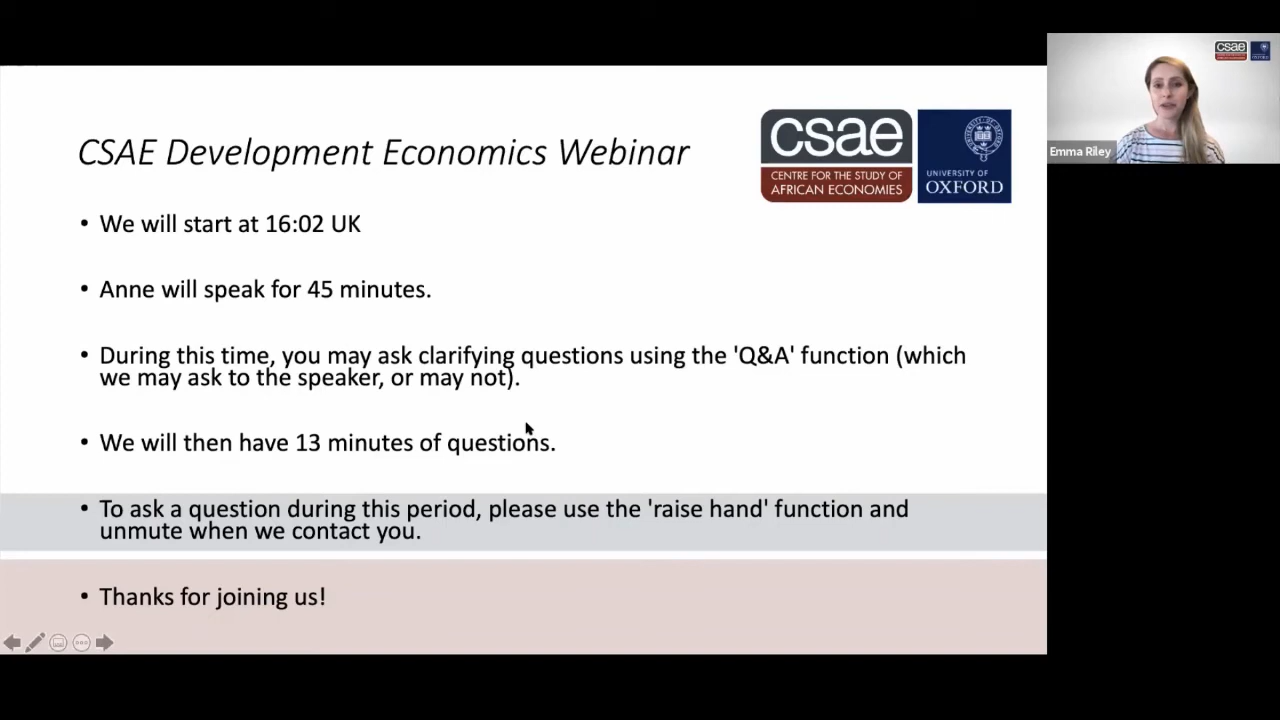 CSAE Development Economics Webinar
csae
CENTRE FOR THE STUDY OF
AFRICAN ECONOMIES
UNIVERSITY OF
OXFORD
• We will start at 16:02 UK
• Anne will speak for 45 minutes.
• During this time, you may ask clarifying questions using the 'Q&A' function (which
we may ask to the speaker, or may not).
• We will then have 13 minutes of questions.
• To ask a question during this period, please use the 'raise hand' function and
unmute when we contact you.
• Thanks for joining us!
csae
OXFORD
Emma Riley